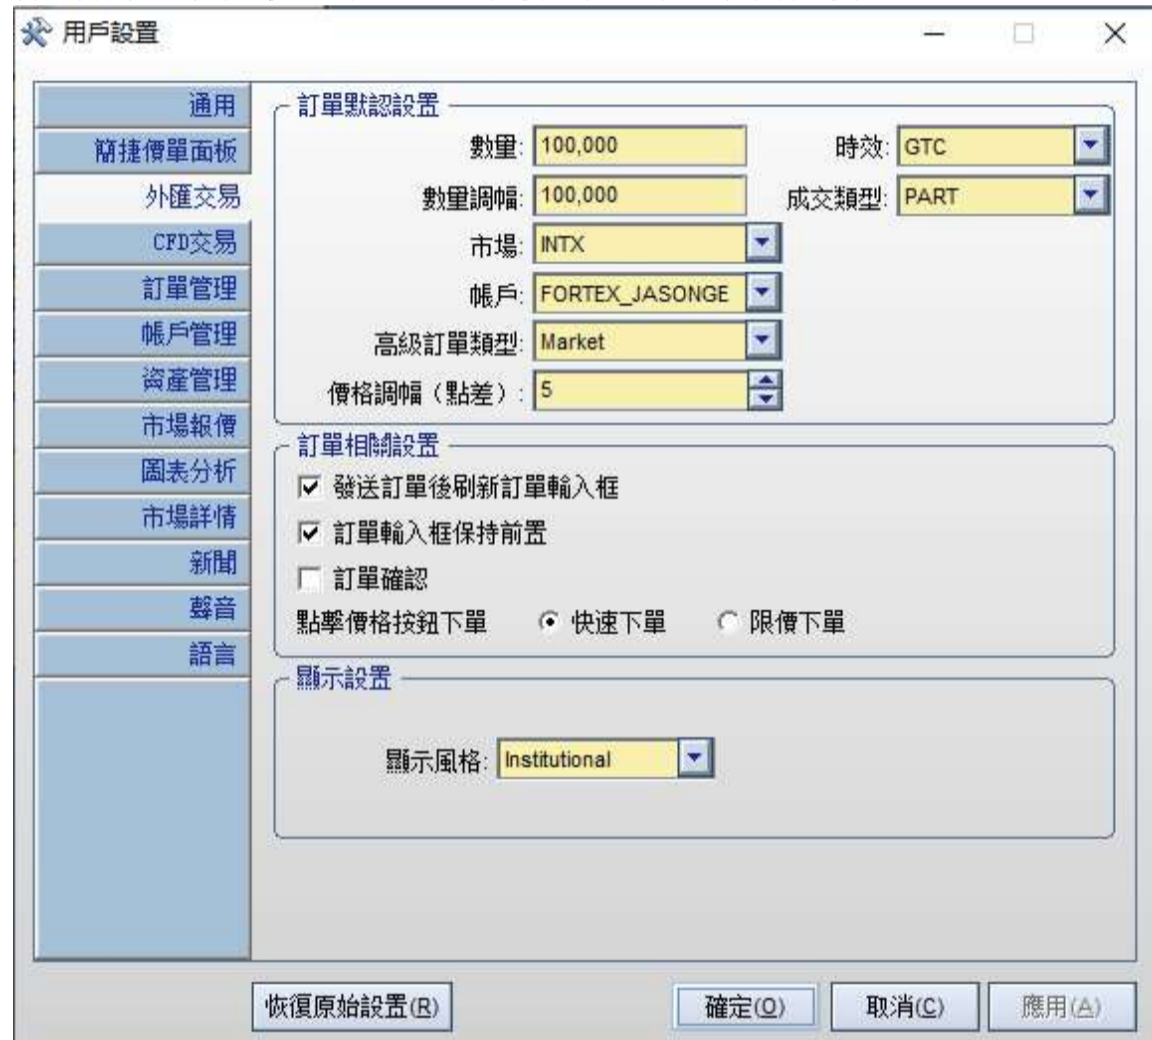 用戶設置
通用
簡捷價單面板
外匯交易
CFD交易
訂單管理
帳戶管理
資產管理
市場報價
圖表分析
市場詳情
新聞
聲音
語言
訂單默認設置
數量: 100,000 時效: GTC
數量調幅: 100,000 成交類型: PART
市場: INTX
帳戶: FORTEX_JASONGE
高級訂單類型: Market
價格調幅（點差）: 5
訂單相關設置
發送訂單後刷新訂單輸入框
訂單輸入框保持前置
訂單確認
點擊價格按鈕下單 快速下單 限價下單
顯示設置
顯示風格: Institutional
恢復原始設置(R) 確定(O) 取消(C) 應用(A)